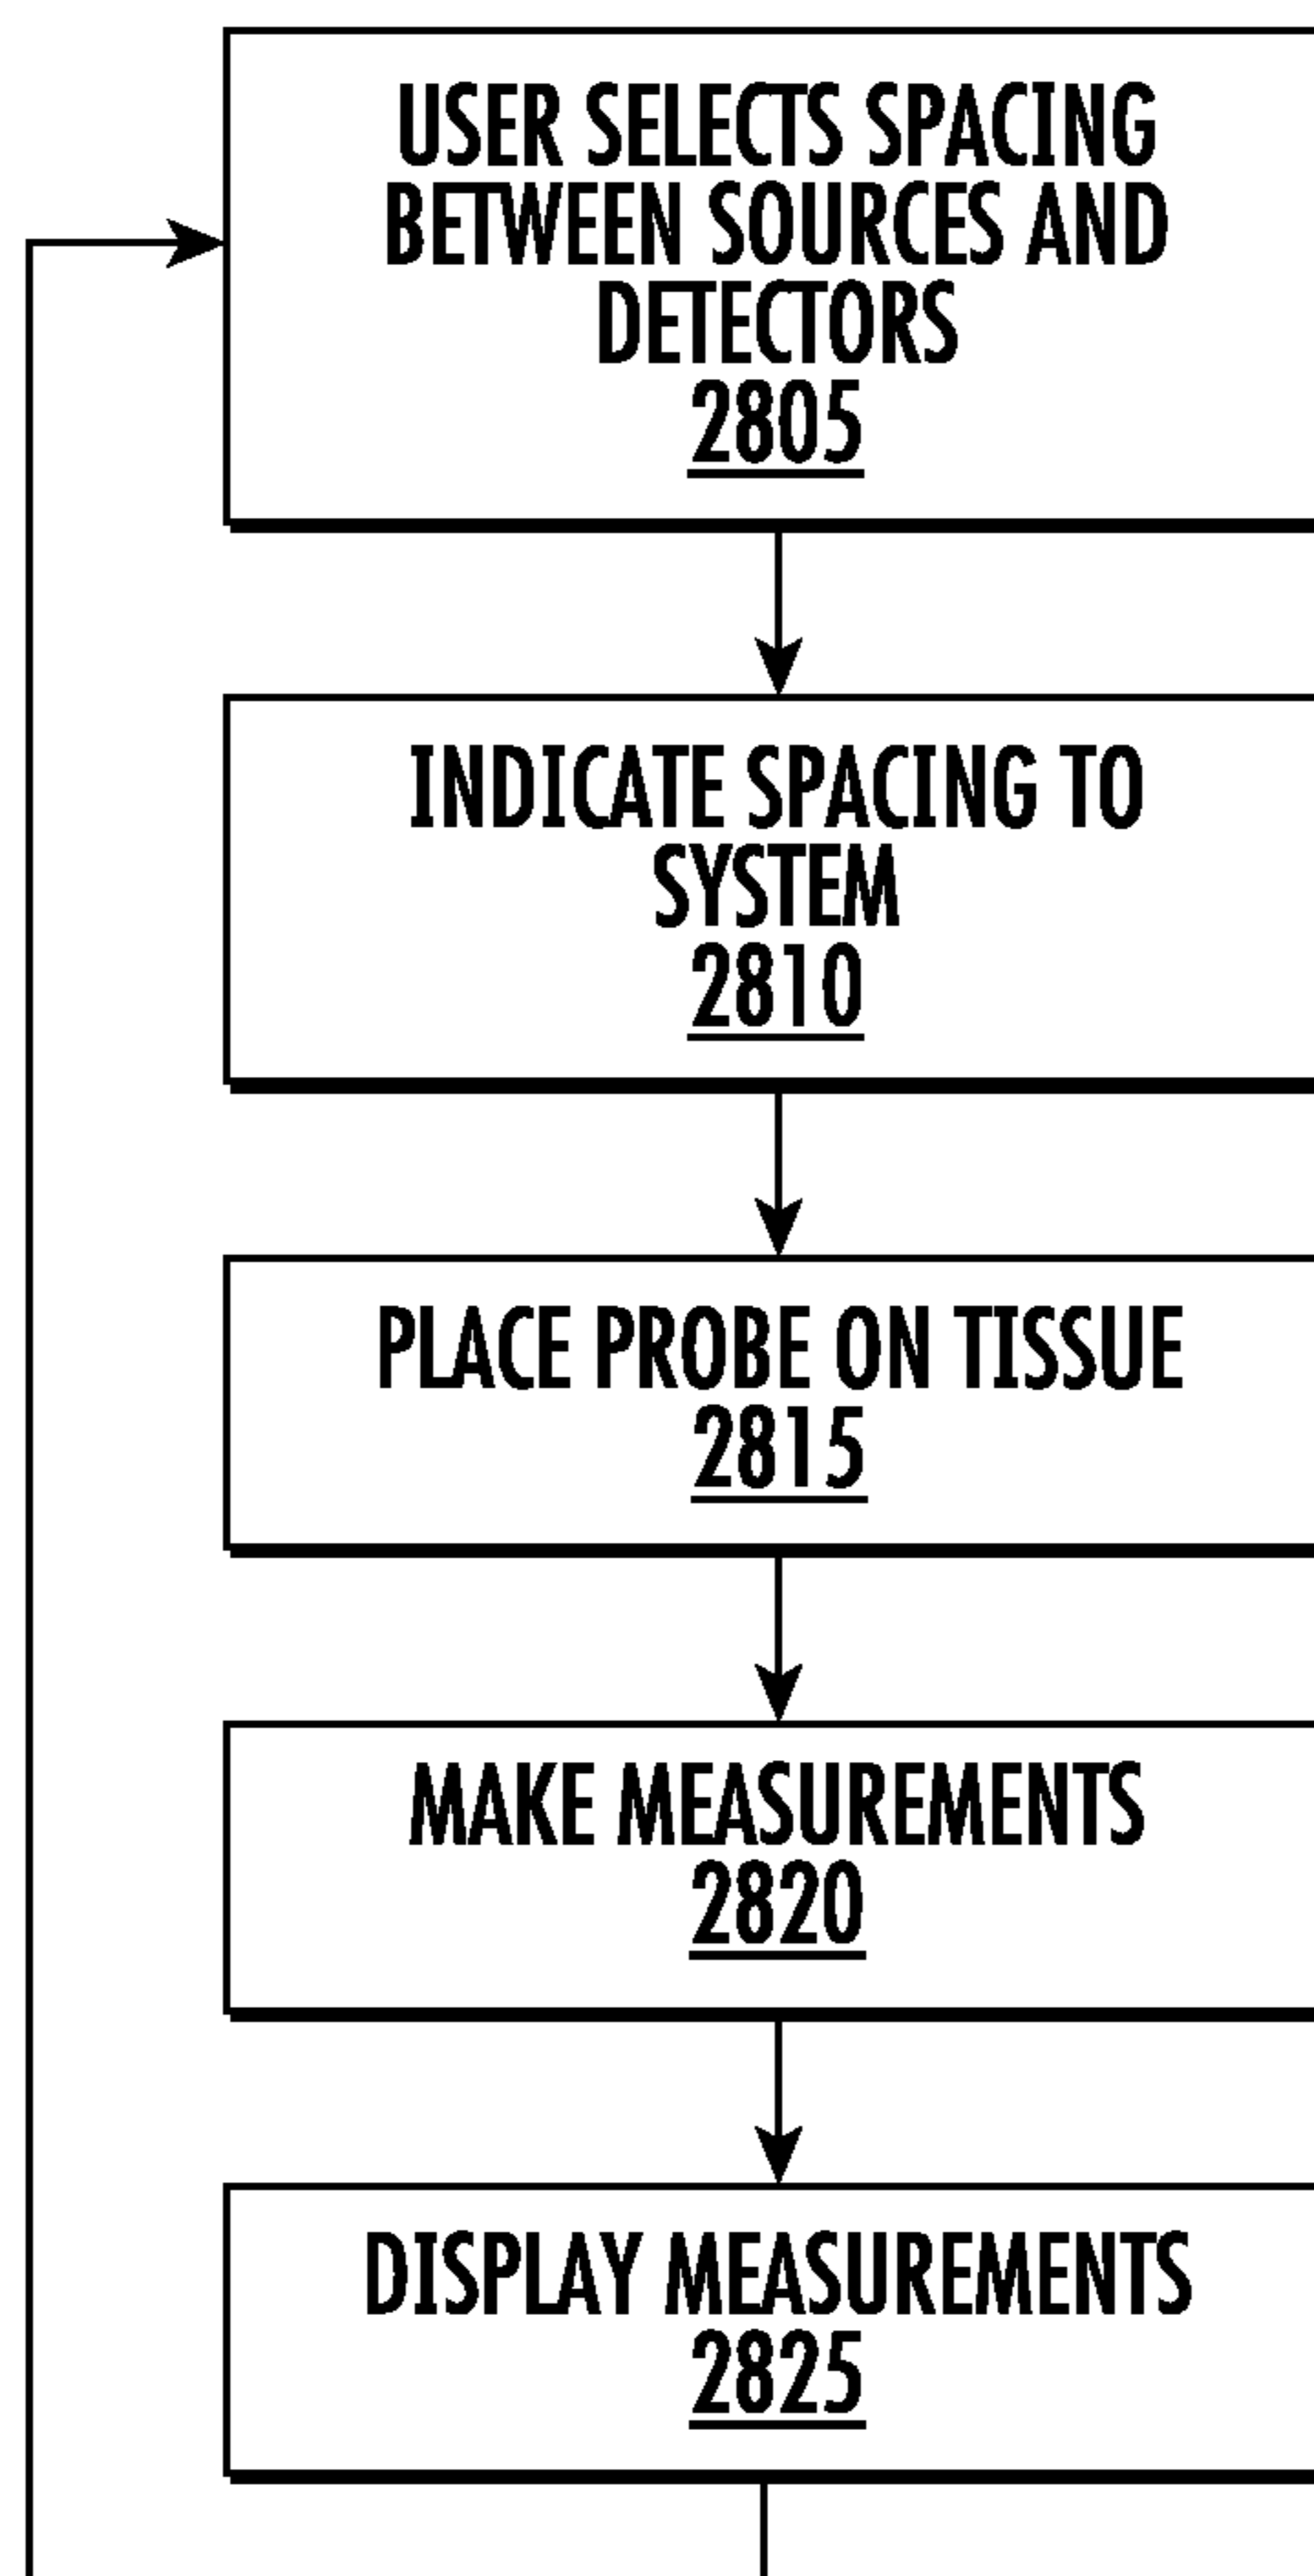 USER SELECTS SPACING
BETWEEN SOURCES AND
DETECTORS
2805
INDICATE SPACING TO
SYSTEM
2810
PLACE PROBE ON TISSUE
2815
MAKE MEASUREMENTS
2820
DISPLAY MEASUREMENTS
2825